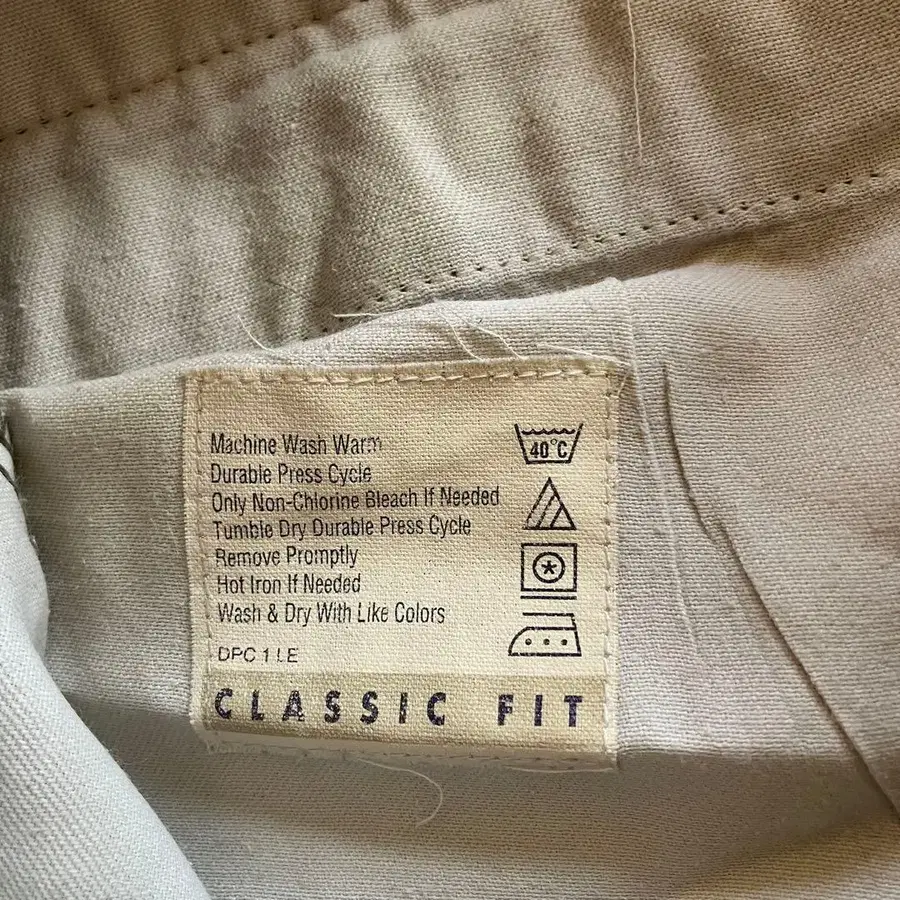 Machine Wash Warm
Durable Press Cycle
Only Non-Chlorine Bleach If Needed
Tumble Dry Durable Press Cycle
Remove Promptly
Hot Iron If Needed
Wash & Dry With Like Colors
DPC 1 LE
CLASSIC FIT
40°C